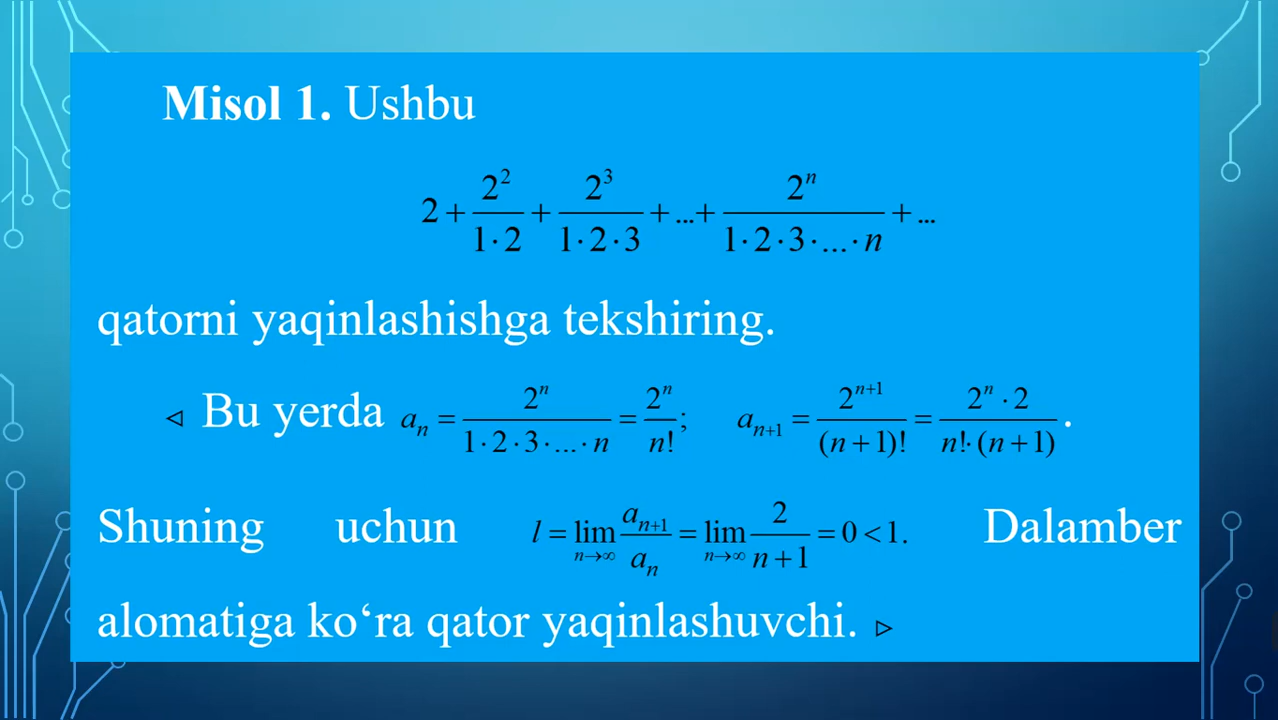 Misol 1. Ushbu
2 + 2²/(1·2) + 2³/(1·2·3) + ... + 2ⁿ/(1·2·3·...·n) + ...
qatorni yaqinlashishga tekshiring.
◃ Bu yerda aₙ = 2ⁿ/(1·2·3·...·n) = 2ⁿ/n!; aₙ₊₁ = 2ⁿ⁺¹/(n+1)! = 2ⁿ·2/(n!·(n+1)).
Shuning uchun l = lim n→∞ aₙ₊₁/aₙ = lim n→∞ 2/(n+1) = 0 < 1. Dalamber
alomatiga ko‘ra qator yaqinlashuvchi. ▹